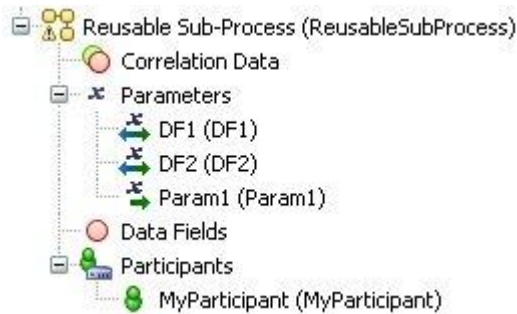 Reusable Sub-Process (ReusableSubProcess)
Correlation Data
Parameters
DF1 (DF1)
DF2 (DF2)
Param1 (Param1)
Data Fields
Participants
MyParticipant (MyParticipant)